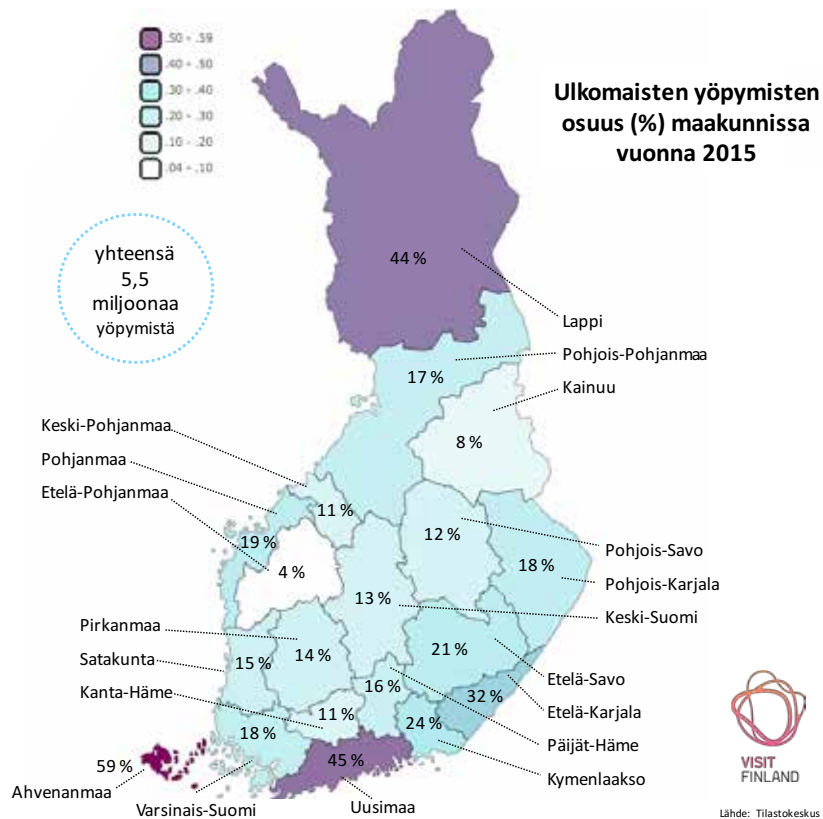 .50 - .59
.40 - .50
.30 - .40
.20 - .30
.10 - .20
.04 - .10
Ulkomaisten yöpymisten
osuus (%) maakunnissa
vuonna 2015
yhteensä
5,5
miljoonaa
yöpymistä
44 %
Lappi
Pohjois-Pohjanmaa
17 %
Kainuu
8 %
Keski-Pohjanmaa
Pohjanmaa
Etelä-Pohjanmaa
11 %
19 %
12 %
Pohjois-Savo
4 %
18 %
Pohjois-Karjala
13 %
Keski-Suomi
Pirkanmaa
14 %
21 %
Satakunta
15 %
Etelä-Savo
Kanta-Häme
16 %
32 %
Etelä-Karjala
11 %
24 %
18 %
Päijät-Häme
59 %
45 %
Kymenlaakso
Ahvenanmaa
Varsinais-Suomi
Uusimaa
VISIT
FINLAND
Lähde: Tilastokeskus